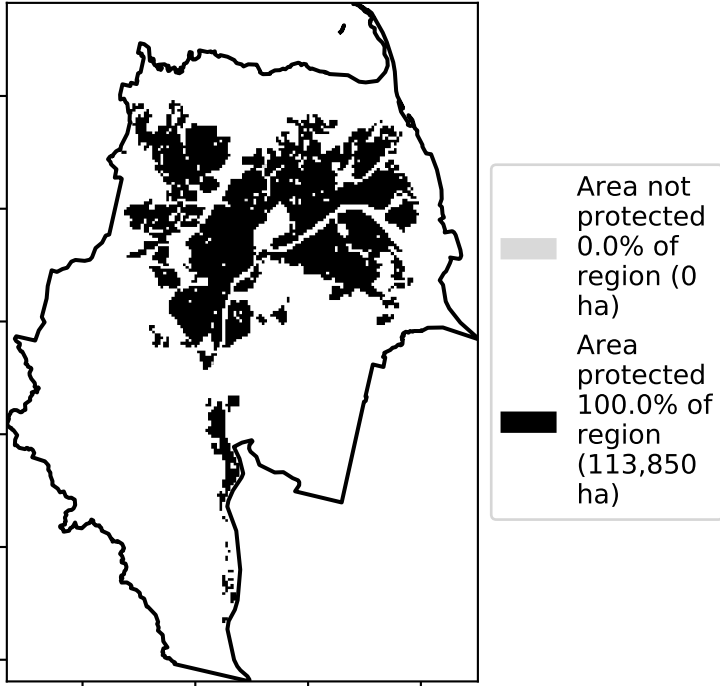 Area not
protected
0.0% of
region (0
ha)
Area
protected
100.0% of
region
(113,850
ha)